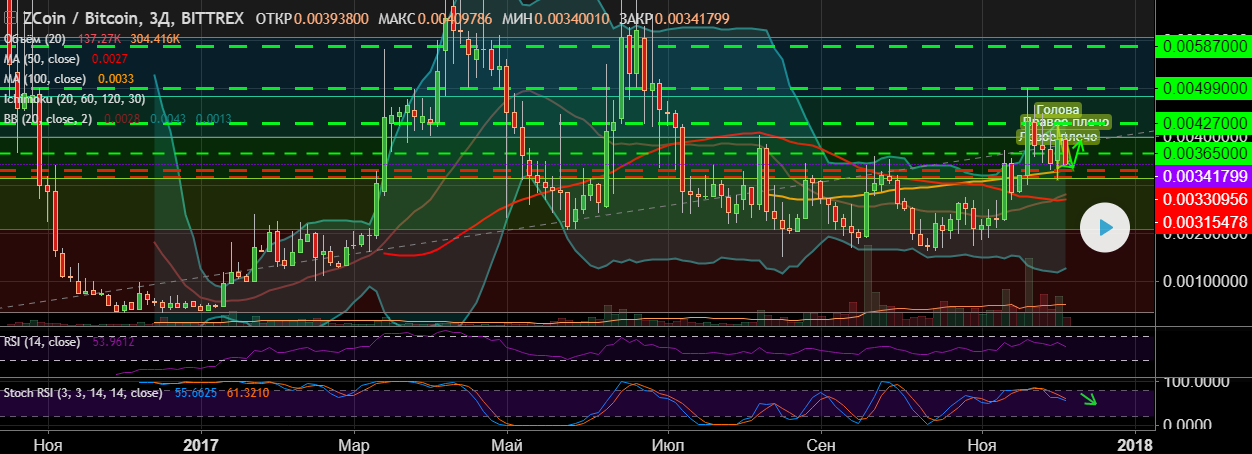 ZCoin / Bitcoin, 3Д, BITTREX ОТКР 0.00393800 МАКС 0.00409786 МИН 0.00340010 ЗАКР 0.00341799
Объём (20) 137.27K 304.416K
MA (50, close) 0.0027
MA (100, close) 0.0033
Ichimoku (20, 60, 120, 30)
BB (20, close, 2) 0.0028 0.0043 0.0013
0.00587000
0.00499000
Голова
Правое плечо
0.00427000
Левое плечо
0.00365000
0.00341799
0.00330956
0.00315478
0.00200000
0.00100000
RSI (14, close) 53.9612
Stoch RSI (3, 3, 14, 14, close) 55.6625 61.3210
100.0000
0.0000
Ноя 2017 Мар Май Июл Сен Ноя 2018